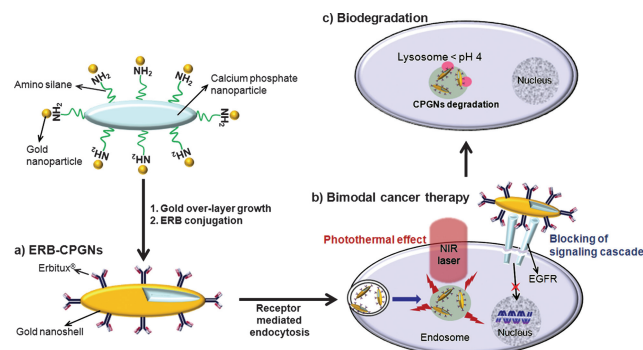 c) Biodegradation
NH2
NH2
NH2
NH2
NH2
NH2
NH2
NH2
Amino silane
Calcium phosphate
nanoparticle
Gold
nanoparticle
Lysosome < pH 4
Nucleus
CPGNs degradation
1. Gold over-layer growth
2. ERB conjugation
a) ERB-CPGNs
Erbitux®
Gold nanoshell
Receptor
mediated
endocytosis
b) Bimodal cancer therapy
Photothermal effect
NIR
laser
Blocking of
signaling cascade
EGFR
Endosome
Nucleus